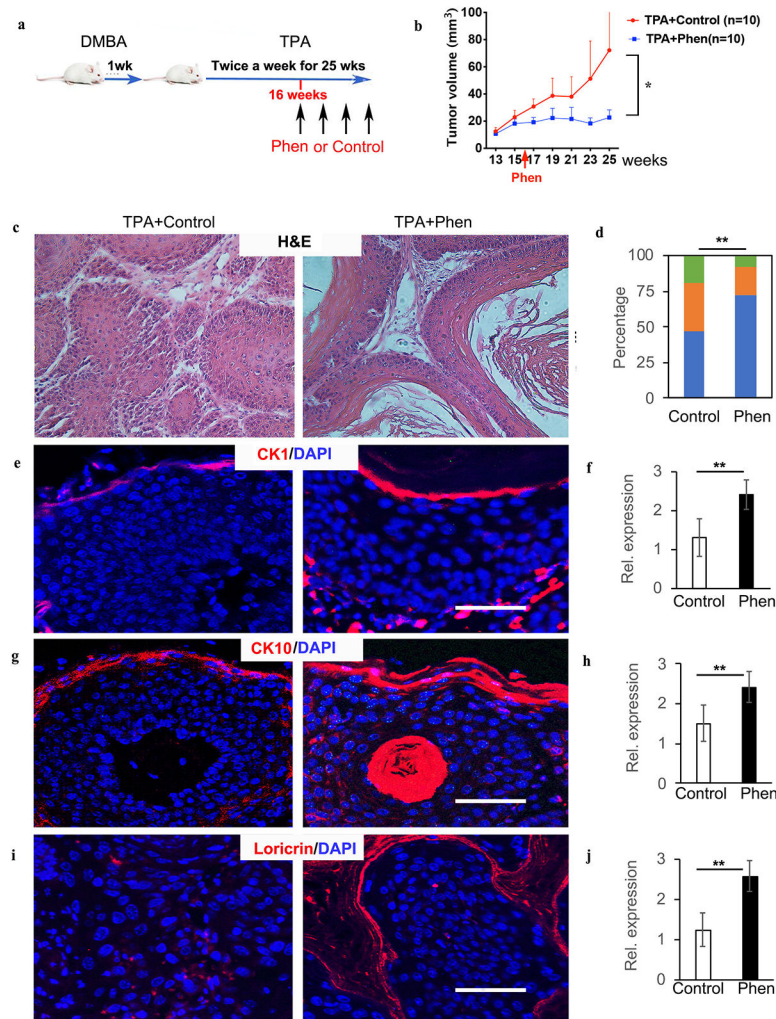 a
DMBA
1wk
TPA
Twice a week for 25 wks
16 weeks
Phen or Control
b
Tumor volume (mm³)
100
80
60
40
20
0
13 15 17 19 21 23 25 weeks
Phen
TPA+Control (n=10)
TPA+Phen(n=10)
*
c
TPA+Control
TPA+Phen
H&E
d
**
Percentage
100
75
50
25
0
Control Phen
e
CK1/DAPI
f
**
Rel. expression
3
2
1
0
Control Phen
g
CK10/DAPI
h
**
Rel. expression
3
2
1
0
Control Phen
i
Loricrin/DAPI
j
**
Rel. expression
3
2
1
0
Control Phen